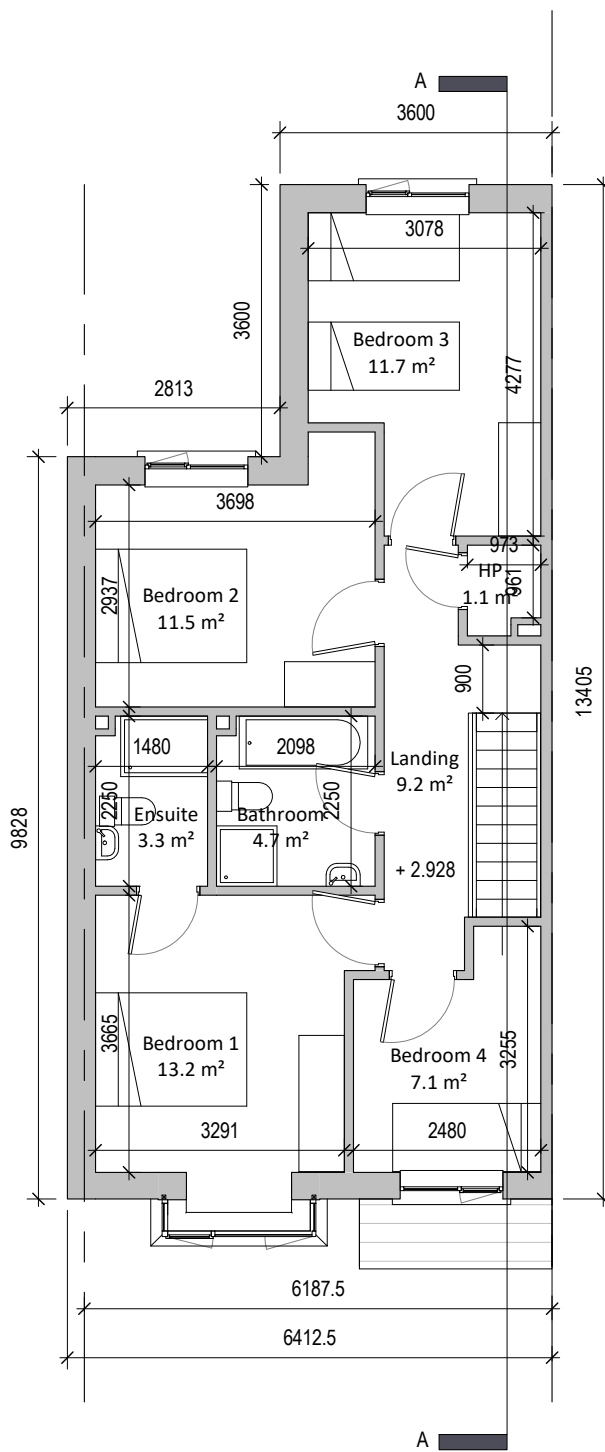 A
3600
3078
Bedroom 3
11.7 m²
3600
4277
2813
3698
973
HP
961
1.1 m²
2937
Bedroom 2
11.5 m²
900
13405
1480
2098
Landing
9.2 m²
2250
Ensuite
3.3 m²
Bathroom
4.7 m²
2250
9828
+ 2.928
3665
Bedroom 1
13.2 m²
Bedroom 4
7.1 m²
3255
3291
2480
6187.5
6412.5
A